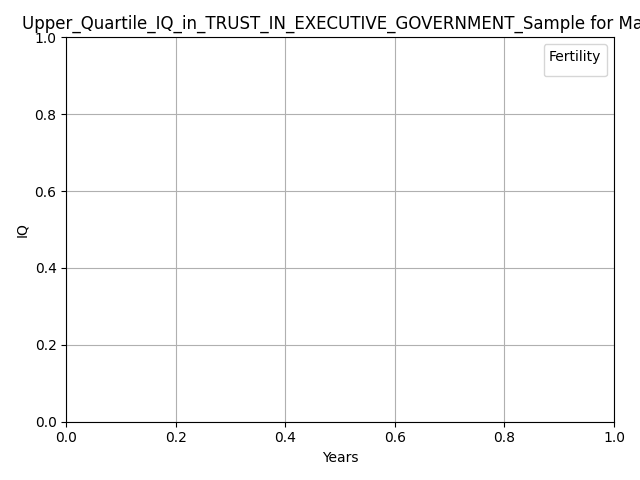 Upper_Quartile_IQ_in_TRUST_IN_EXECUTIVE_GOVERNMENT_Sample for Ma
Fertility
1.0
0.8
0.6
0.4
0.2
0.0
IQ
0.0 0.2 0.4 0.6 0.8 1.0
Years